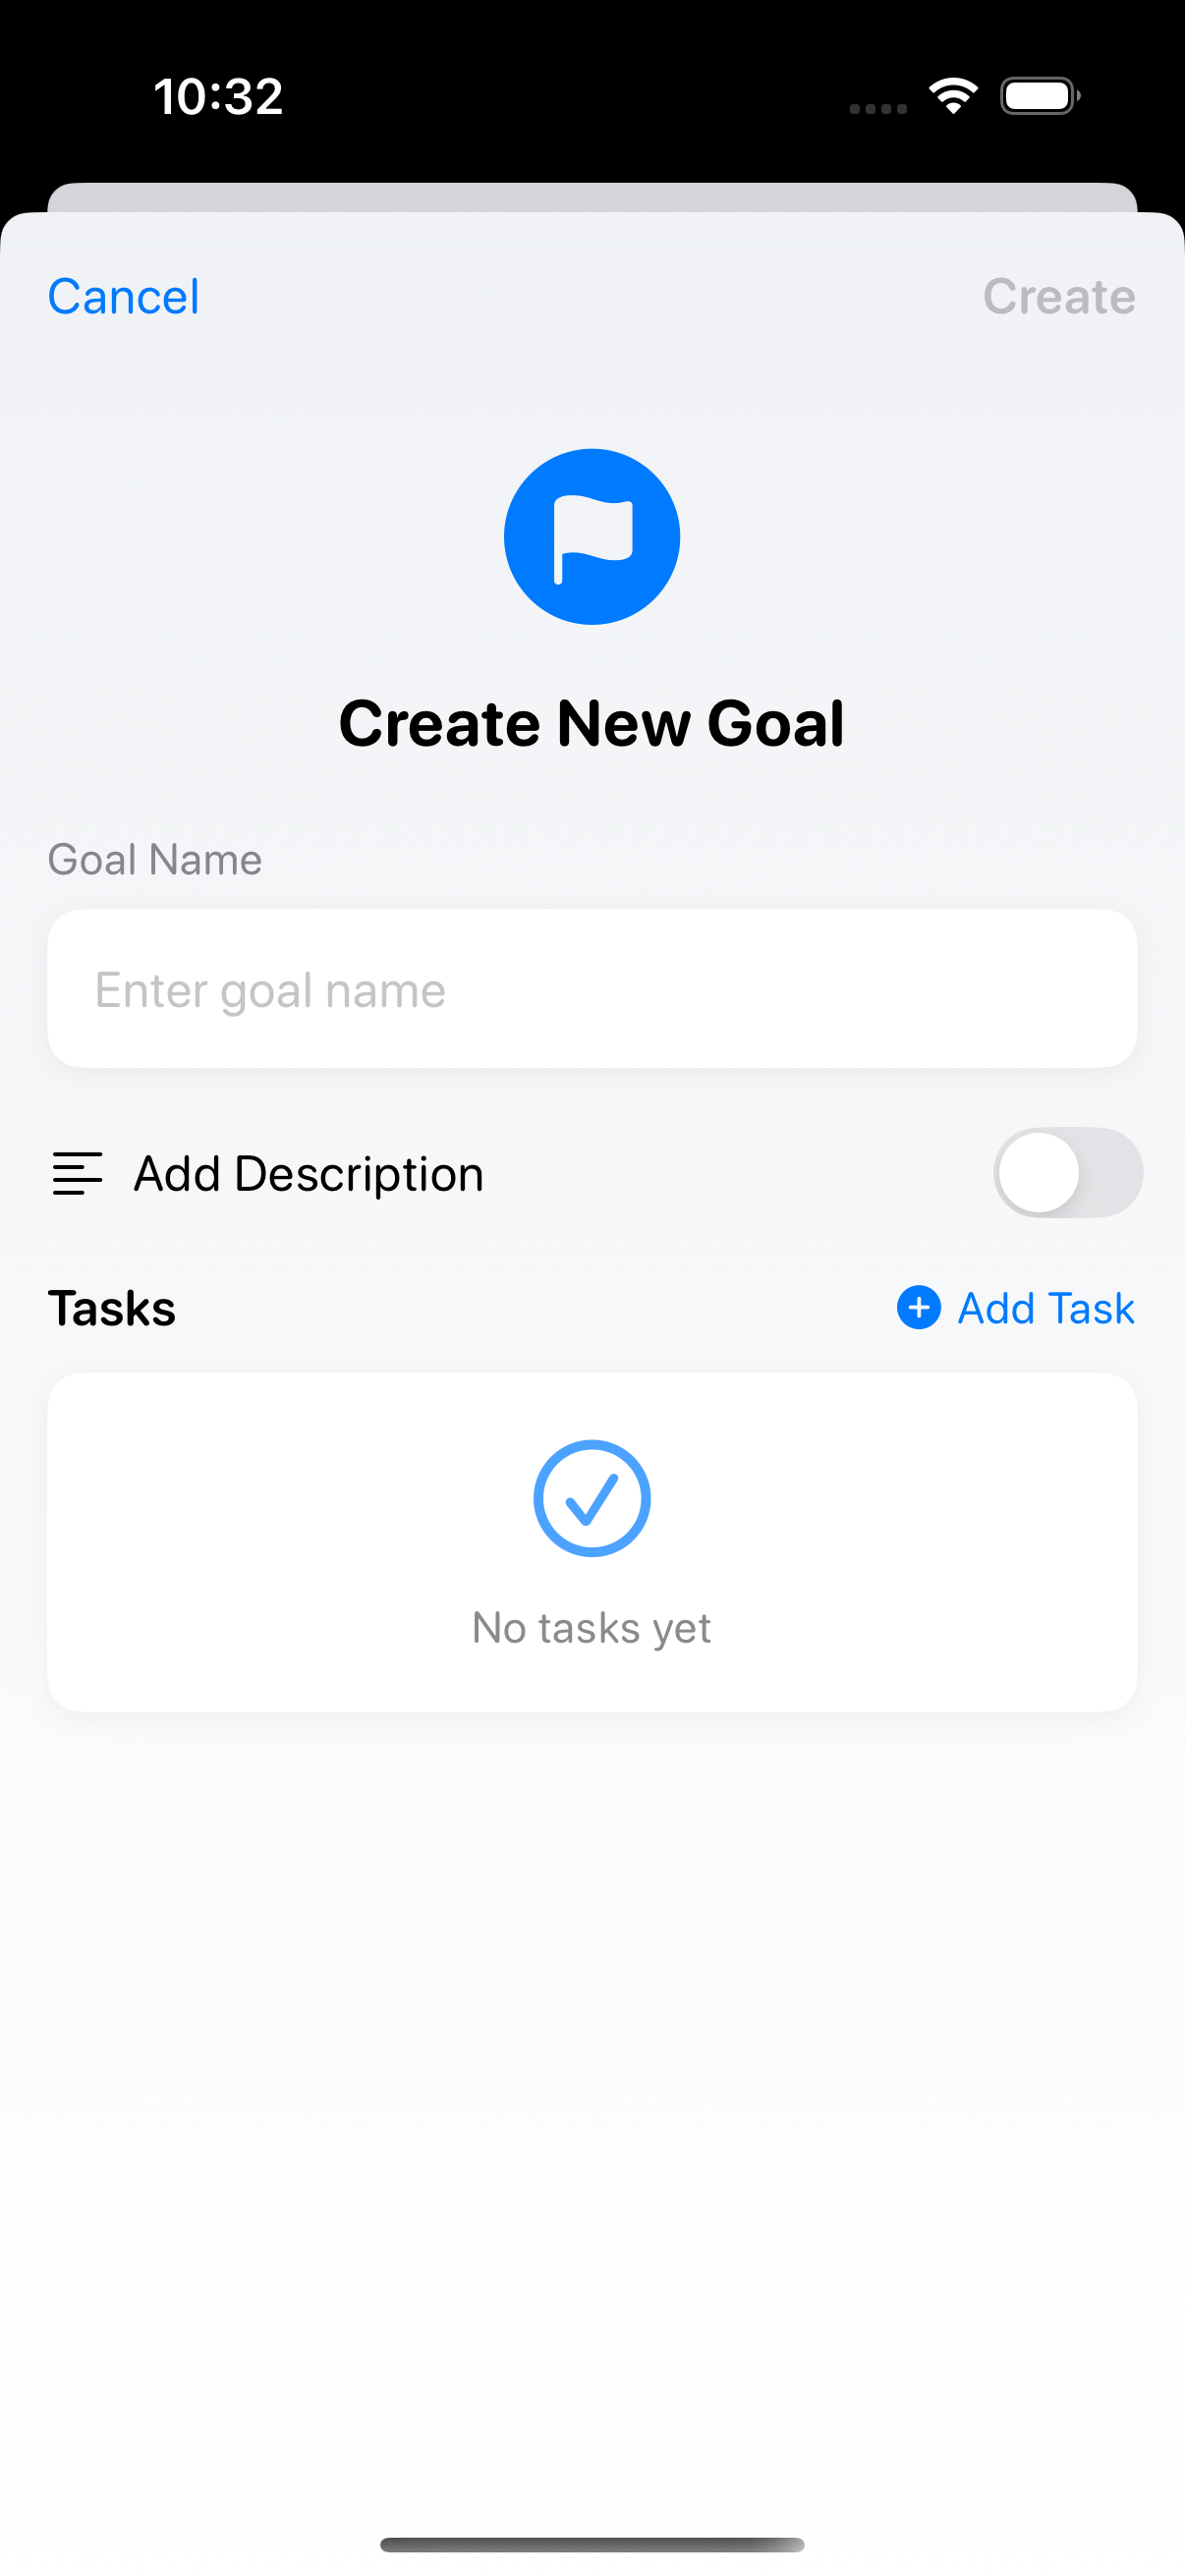 10:32
Cancel
Create
Create New Goal
Goal Name
Enter goal name
Add Description
Tasks
Add Task
No tasks yet